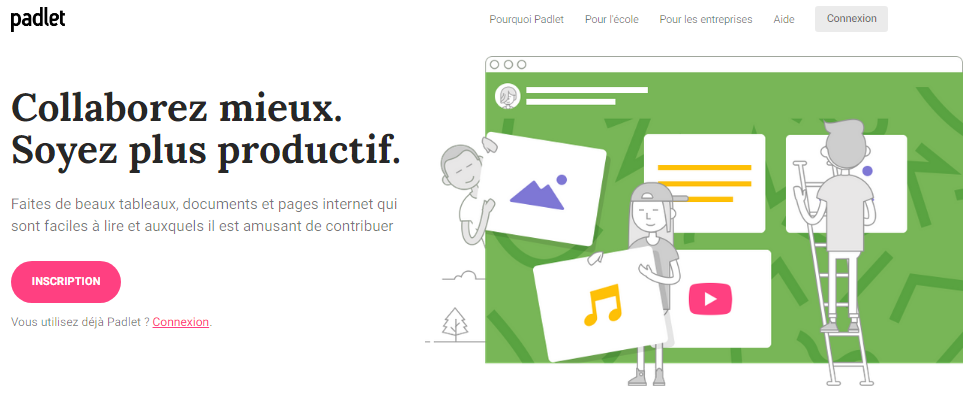 padlet
Pourquoi Padlet
Pour l'école
Pour les entreprises
Aide
Connexion
Collaborez mieux.
Soyez plus productif.
Faites de beaux tableaux, documents et pages internet qui
sont faciles à lire et auxquels il est amusant de contribuer
INSCRIPTION
Vous utilisez déjà Padlet ? Connexion.